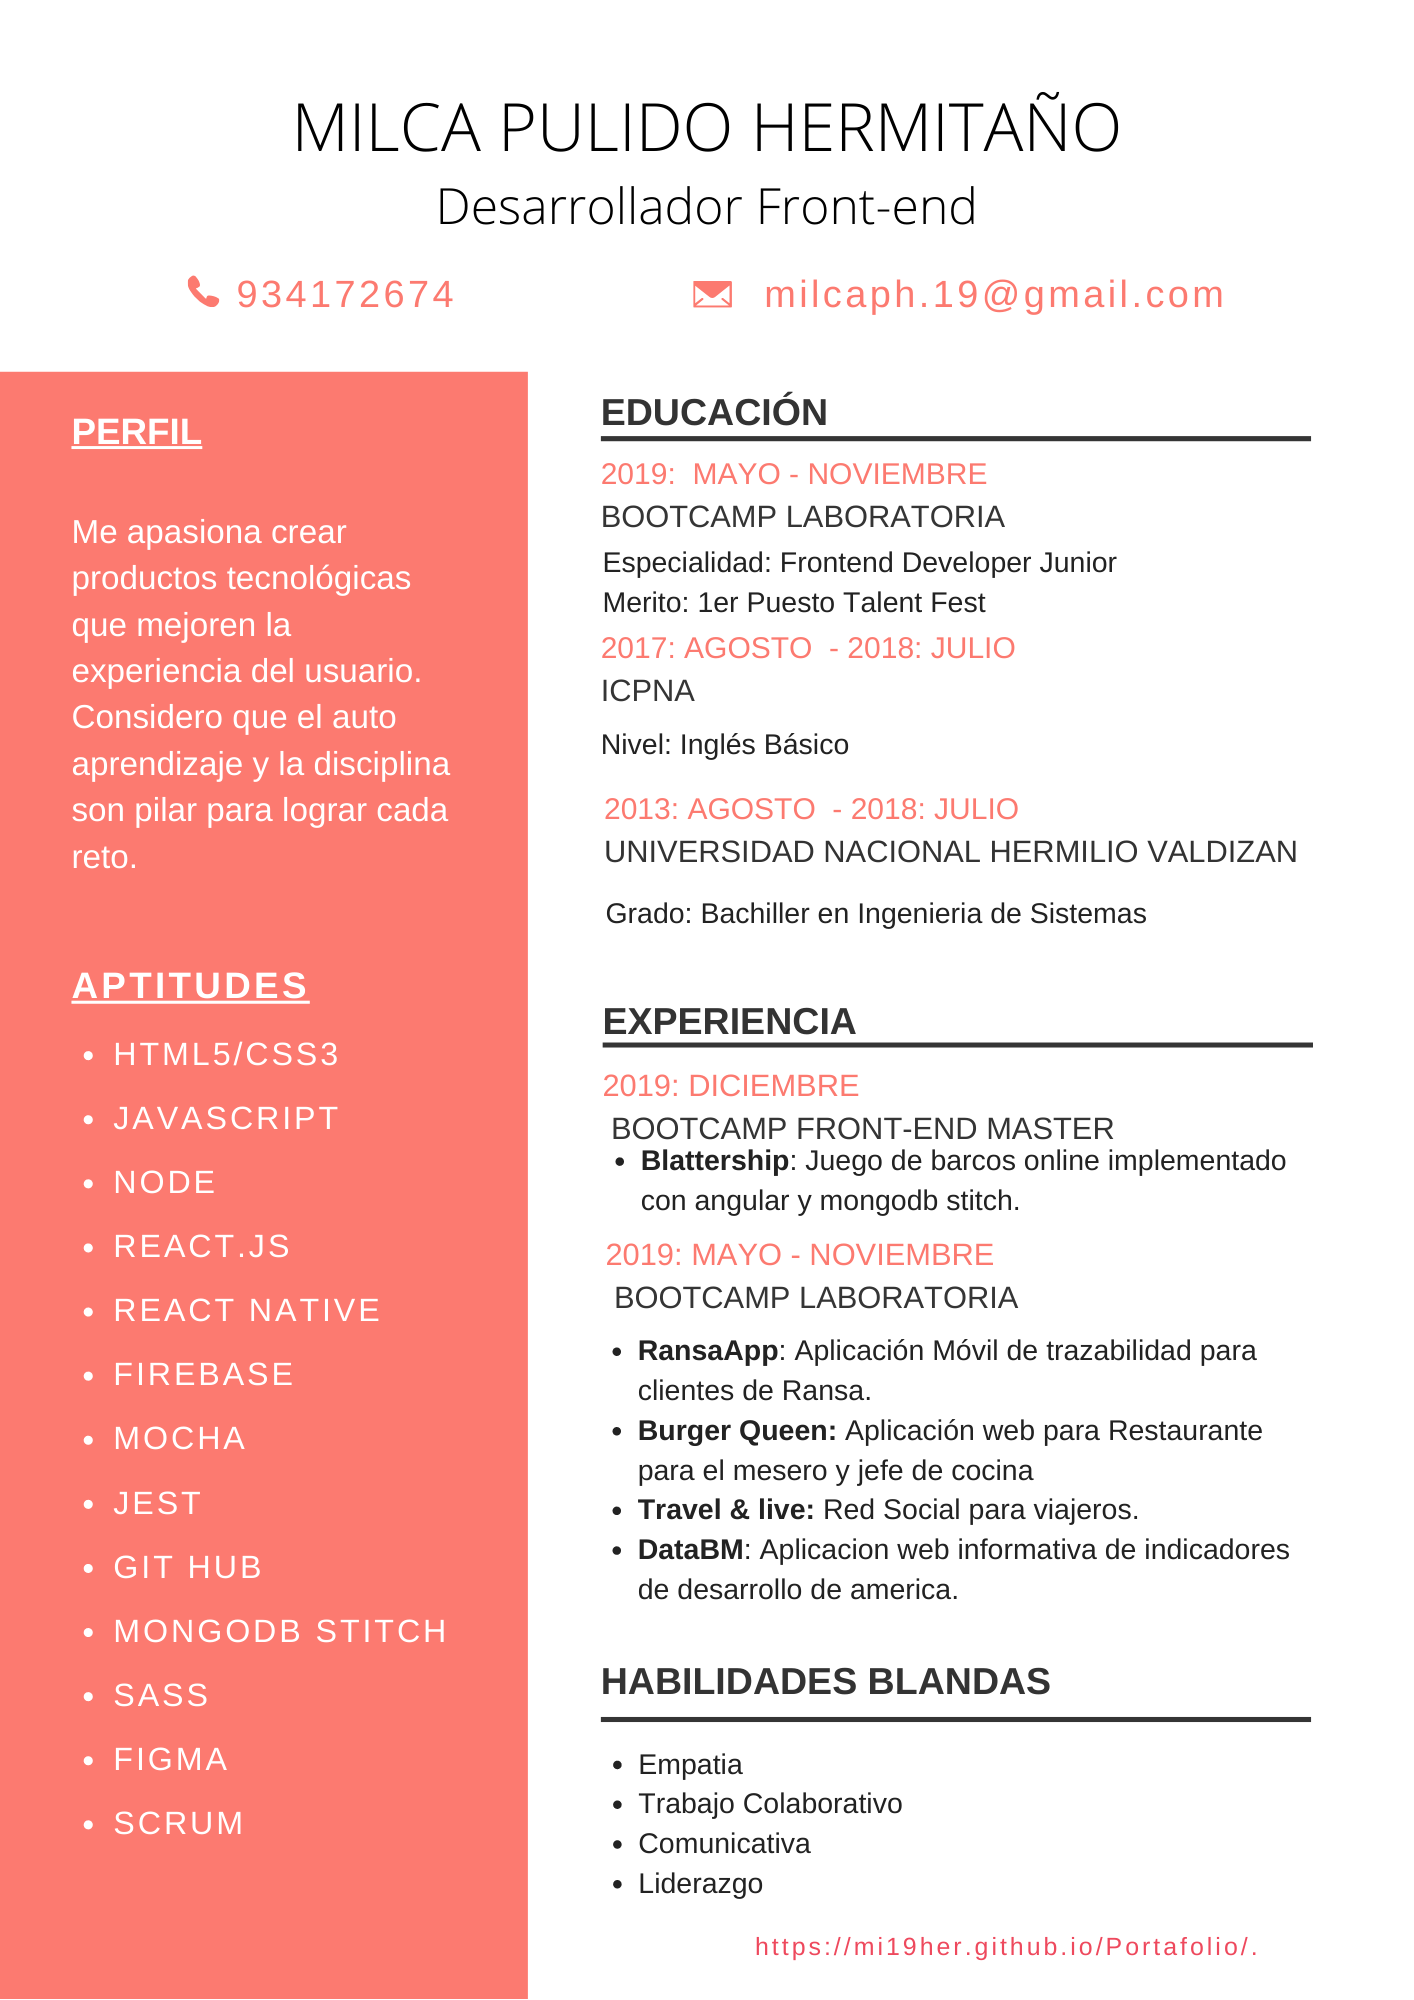 MILCA PULIDO HERMITAÑO
Desarrollador Front-end
934172674
milcaph.19@gmail.com
PERFIL
Me apasiona crear
productos tecnológicas
que mejoren la
experiencia del usuario.
Considero que el auto
aprendizaje y la disciplina
son pilar para lograr cada
reto.
APTITUDES
• HTML5/CSS3
• JAVASCRIPT
• NODE
• REACT.JS
• REACT NATIVE
• FIREBASE
• MOCHA
• JEST
• GIT HUB
• MONGODB STITCH
• SASS
• FIGMA
• SCRUM
EDUCACIÓN
2019:  MAYO - NOVIEMBRE
BOOTCAMP LABORATORIA
Especialidad: Frontend Developer Junior
Merito: 1er Puesto Talent Fest
2017: AGOSTO  - 2018: JULIO
ICPNA
Nivel: Inglés Básico
2013: AGOSTO  - 2018: JULIO
UNIVERSIDAD NACIONAL HERMILIO VALDIZAN
Grado: Bachiller en Ingenieria de Sistemas
EXPERIENCIA
2019: DICIEMBRE
BOOTCAMP FRONT-END MASTER
• Blattership: Juego de barcos online implementado
con angular y mongodb stitch.
2019: MAYO - NOVIEMBRE
BOOTCAMP LABORATORIA
• RansaApp: Aplicación Móvil de trazabilidad para
clientes de Ransa.
• Burger Queen: Aplicación web para Restaurante
para el mesero y jefe de cocina
• Travel & live: Red Social para viajeros.
• DataBM: Aplicacion web informativa de indicadores
de desarrollo de america.
HABILIDADES BLANDAS
• Empatia
• Trabajo Colaborativo
• Comunicativa
• Liderazgo
https://mi19her.github.io/Portafolio/.